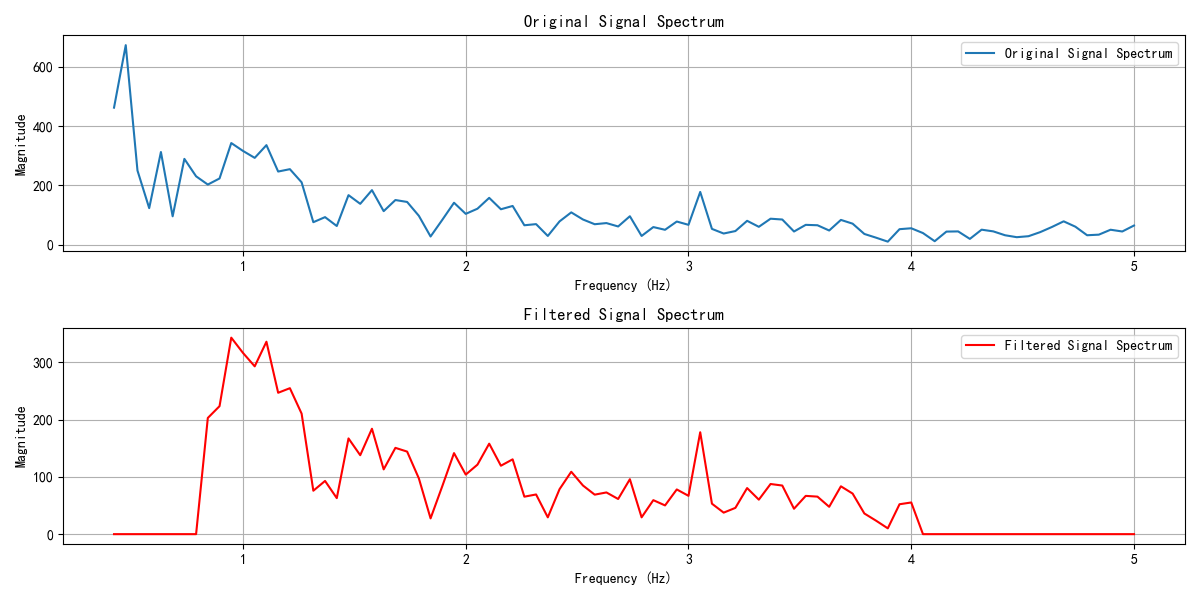 Original Signal Spectrum
Original Signal Spectrum
Magnitude
600
400
200
0
1 2 3 4 5
Frequency (Hz)
Filtered Signal Spectrum
Filtered Signal Spectrum
Magnitude
300
200
100
0
1 2 3 4 5
Frequency (Hz)